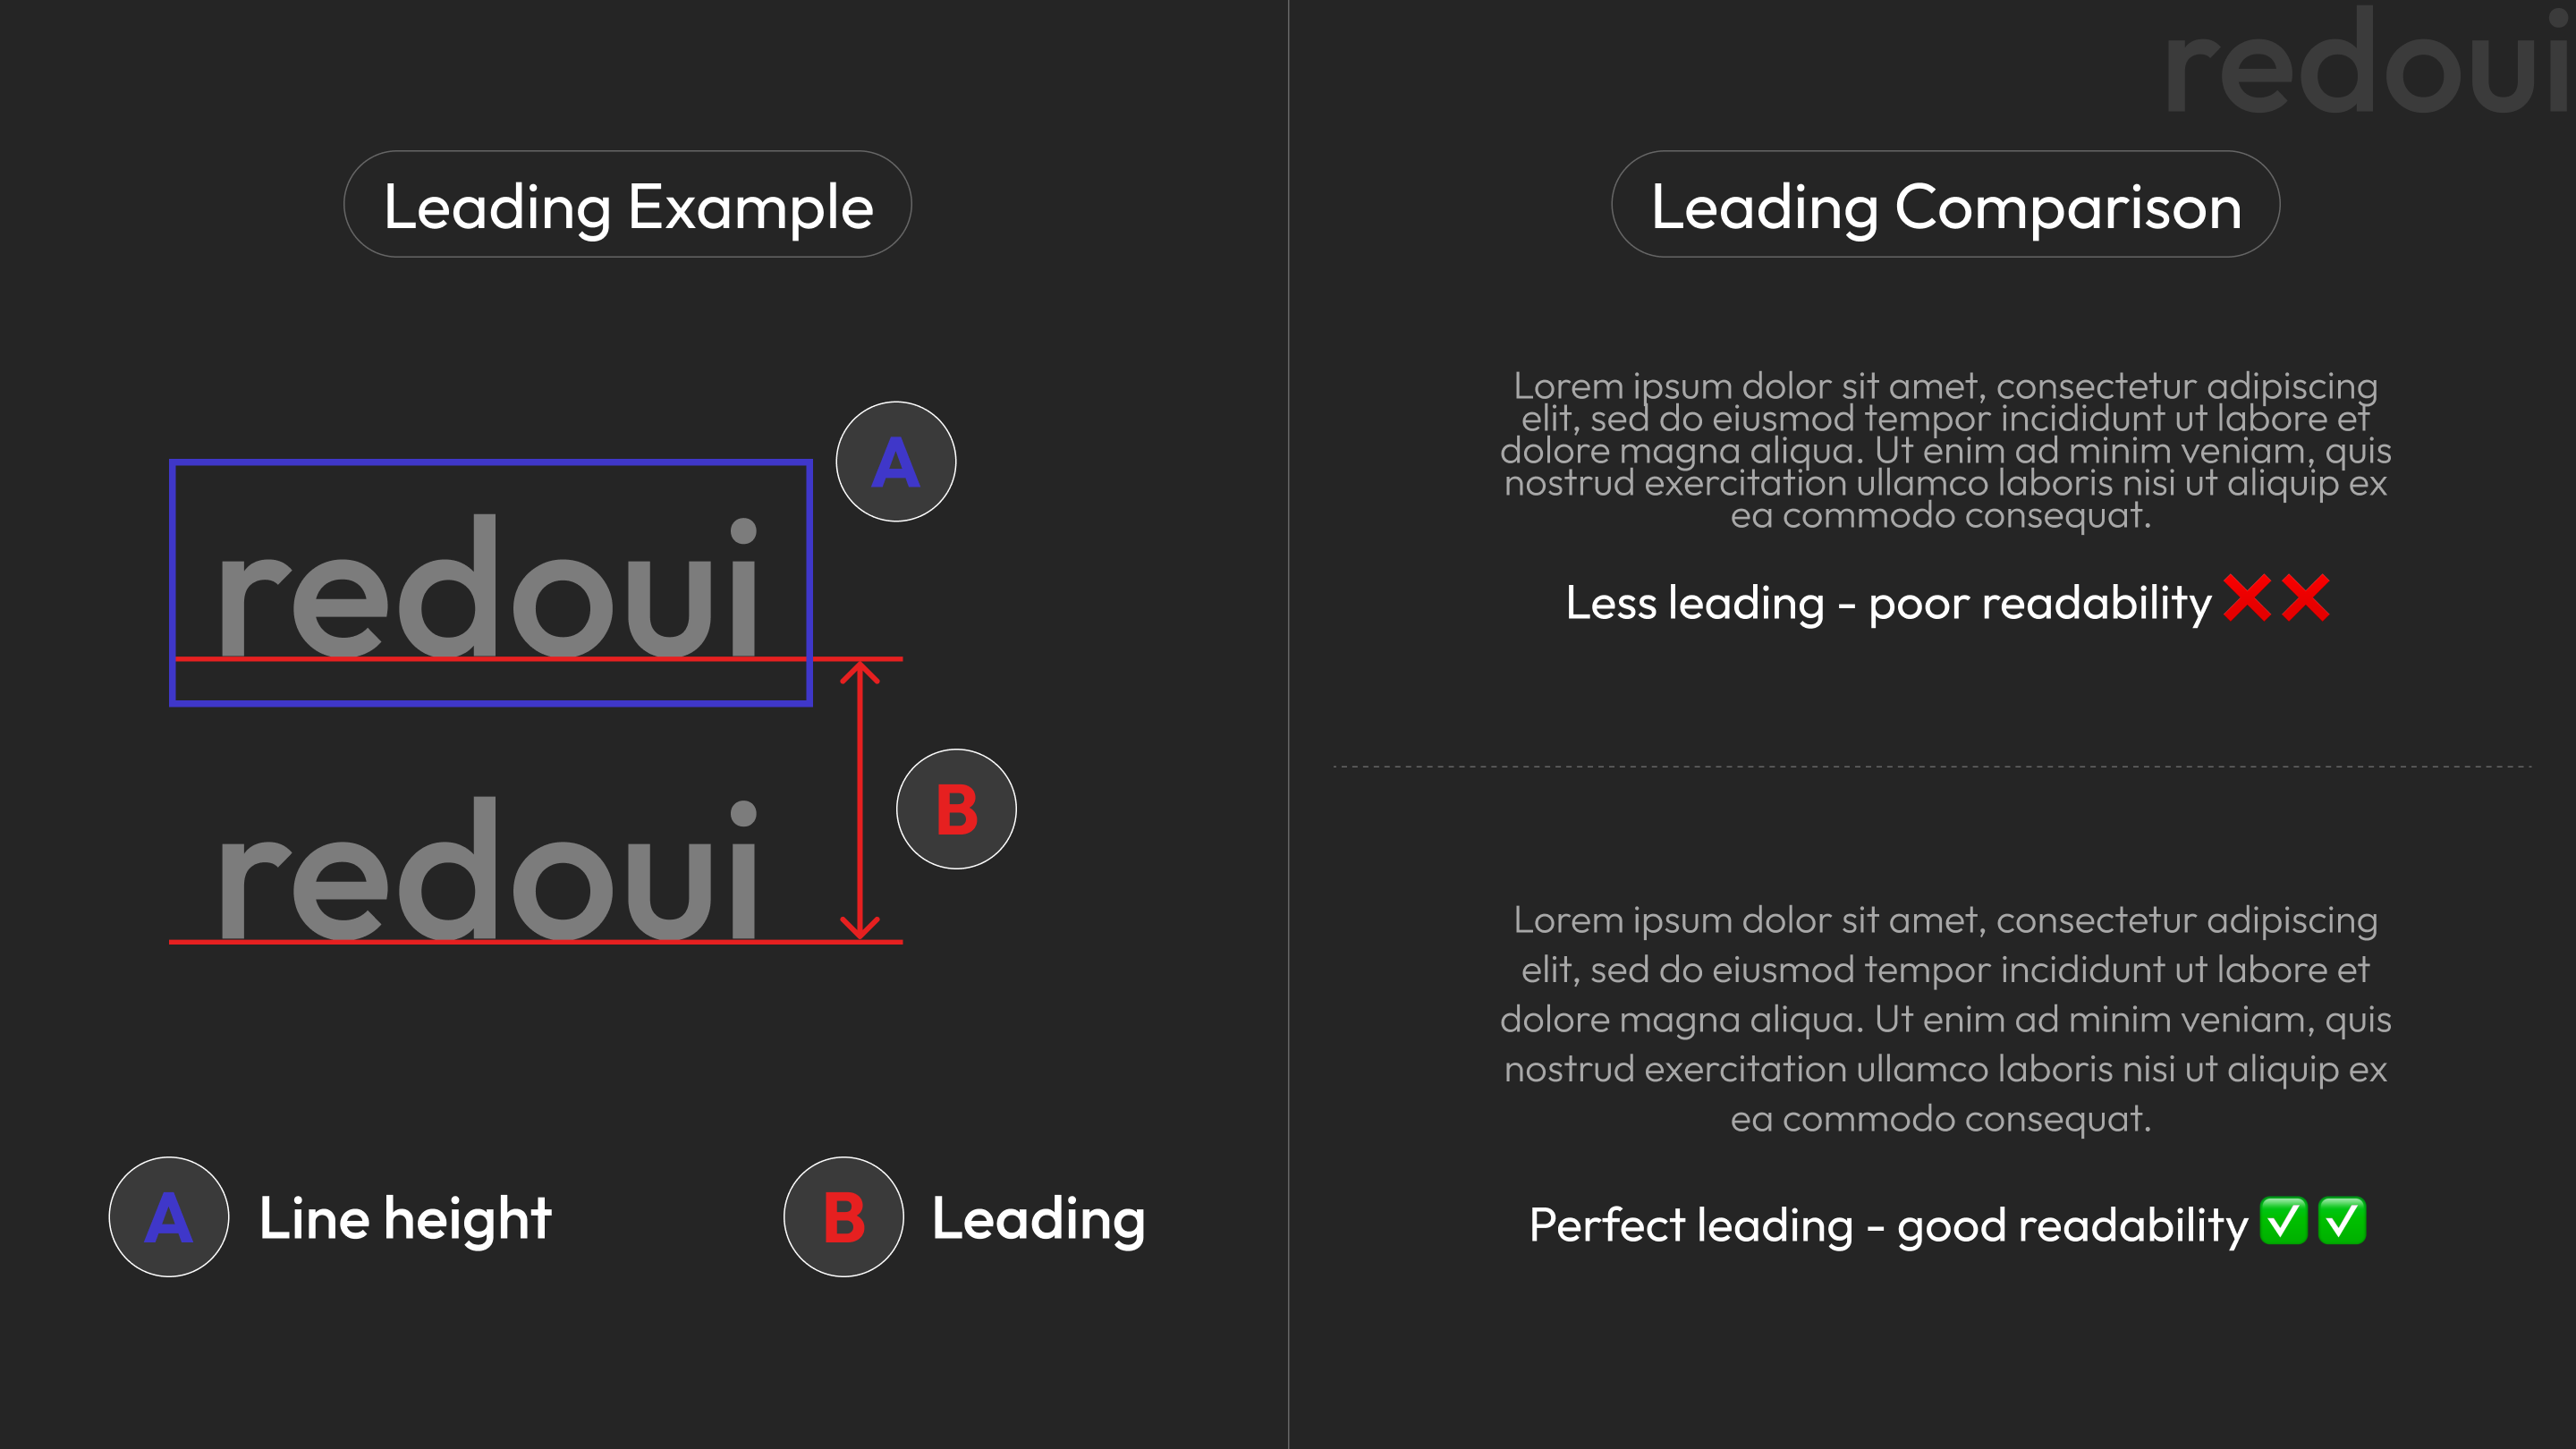 redoui
Leading Example
A
redoui
B
redoui
A Line height
B Leading
Leading Comparison
Lorem ipsum dolor sit amet, consectetur adipiscing
elit, sed do eiusmod tempor incididunt ut labore et
dolore magna aliqua. Ut enim ad minim veniam, quis
nostrud exercitation ullamco laboris nisi ut aliquip ex
ea commodo consequat.
Less leading - poor readability ❌❌
Lorem ipsum dolor sit amet, consectetur adipiscing
elit, sed do eiusmod tempor incididunt ut labore et
dolore magna aliqua. Ut enim ad minim veniam, quis
nostrud exercitation ullamco laboris nisi ut aliquip ex
ea commodo consequat.
Perfect leading - good readability ✅✅